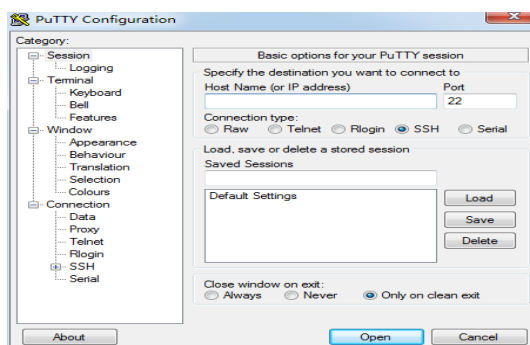 PuTTY Configuration
Category:
Session
Logging
Terminal
Keyboard
Bell
Features
Window
Appearance
Behaviour
Translation
Selection
Colours
Connection
Data
Proxy
Telnet
Rlogin
SSH
Serial
Basic options for your PuTTY session
Specify the destination you want to connect to
Host Name (or IP address) Port
22
Connection type:
Raw Telnet Rlogin SSH Serial
Load, save or delete a stored session
Saved Sessions
Default Settings
Load
Save
Delete
Close window on exit:
Always Never Only on clean exit
About Open Cancel